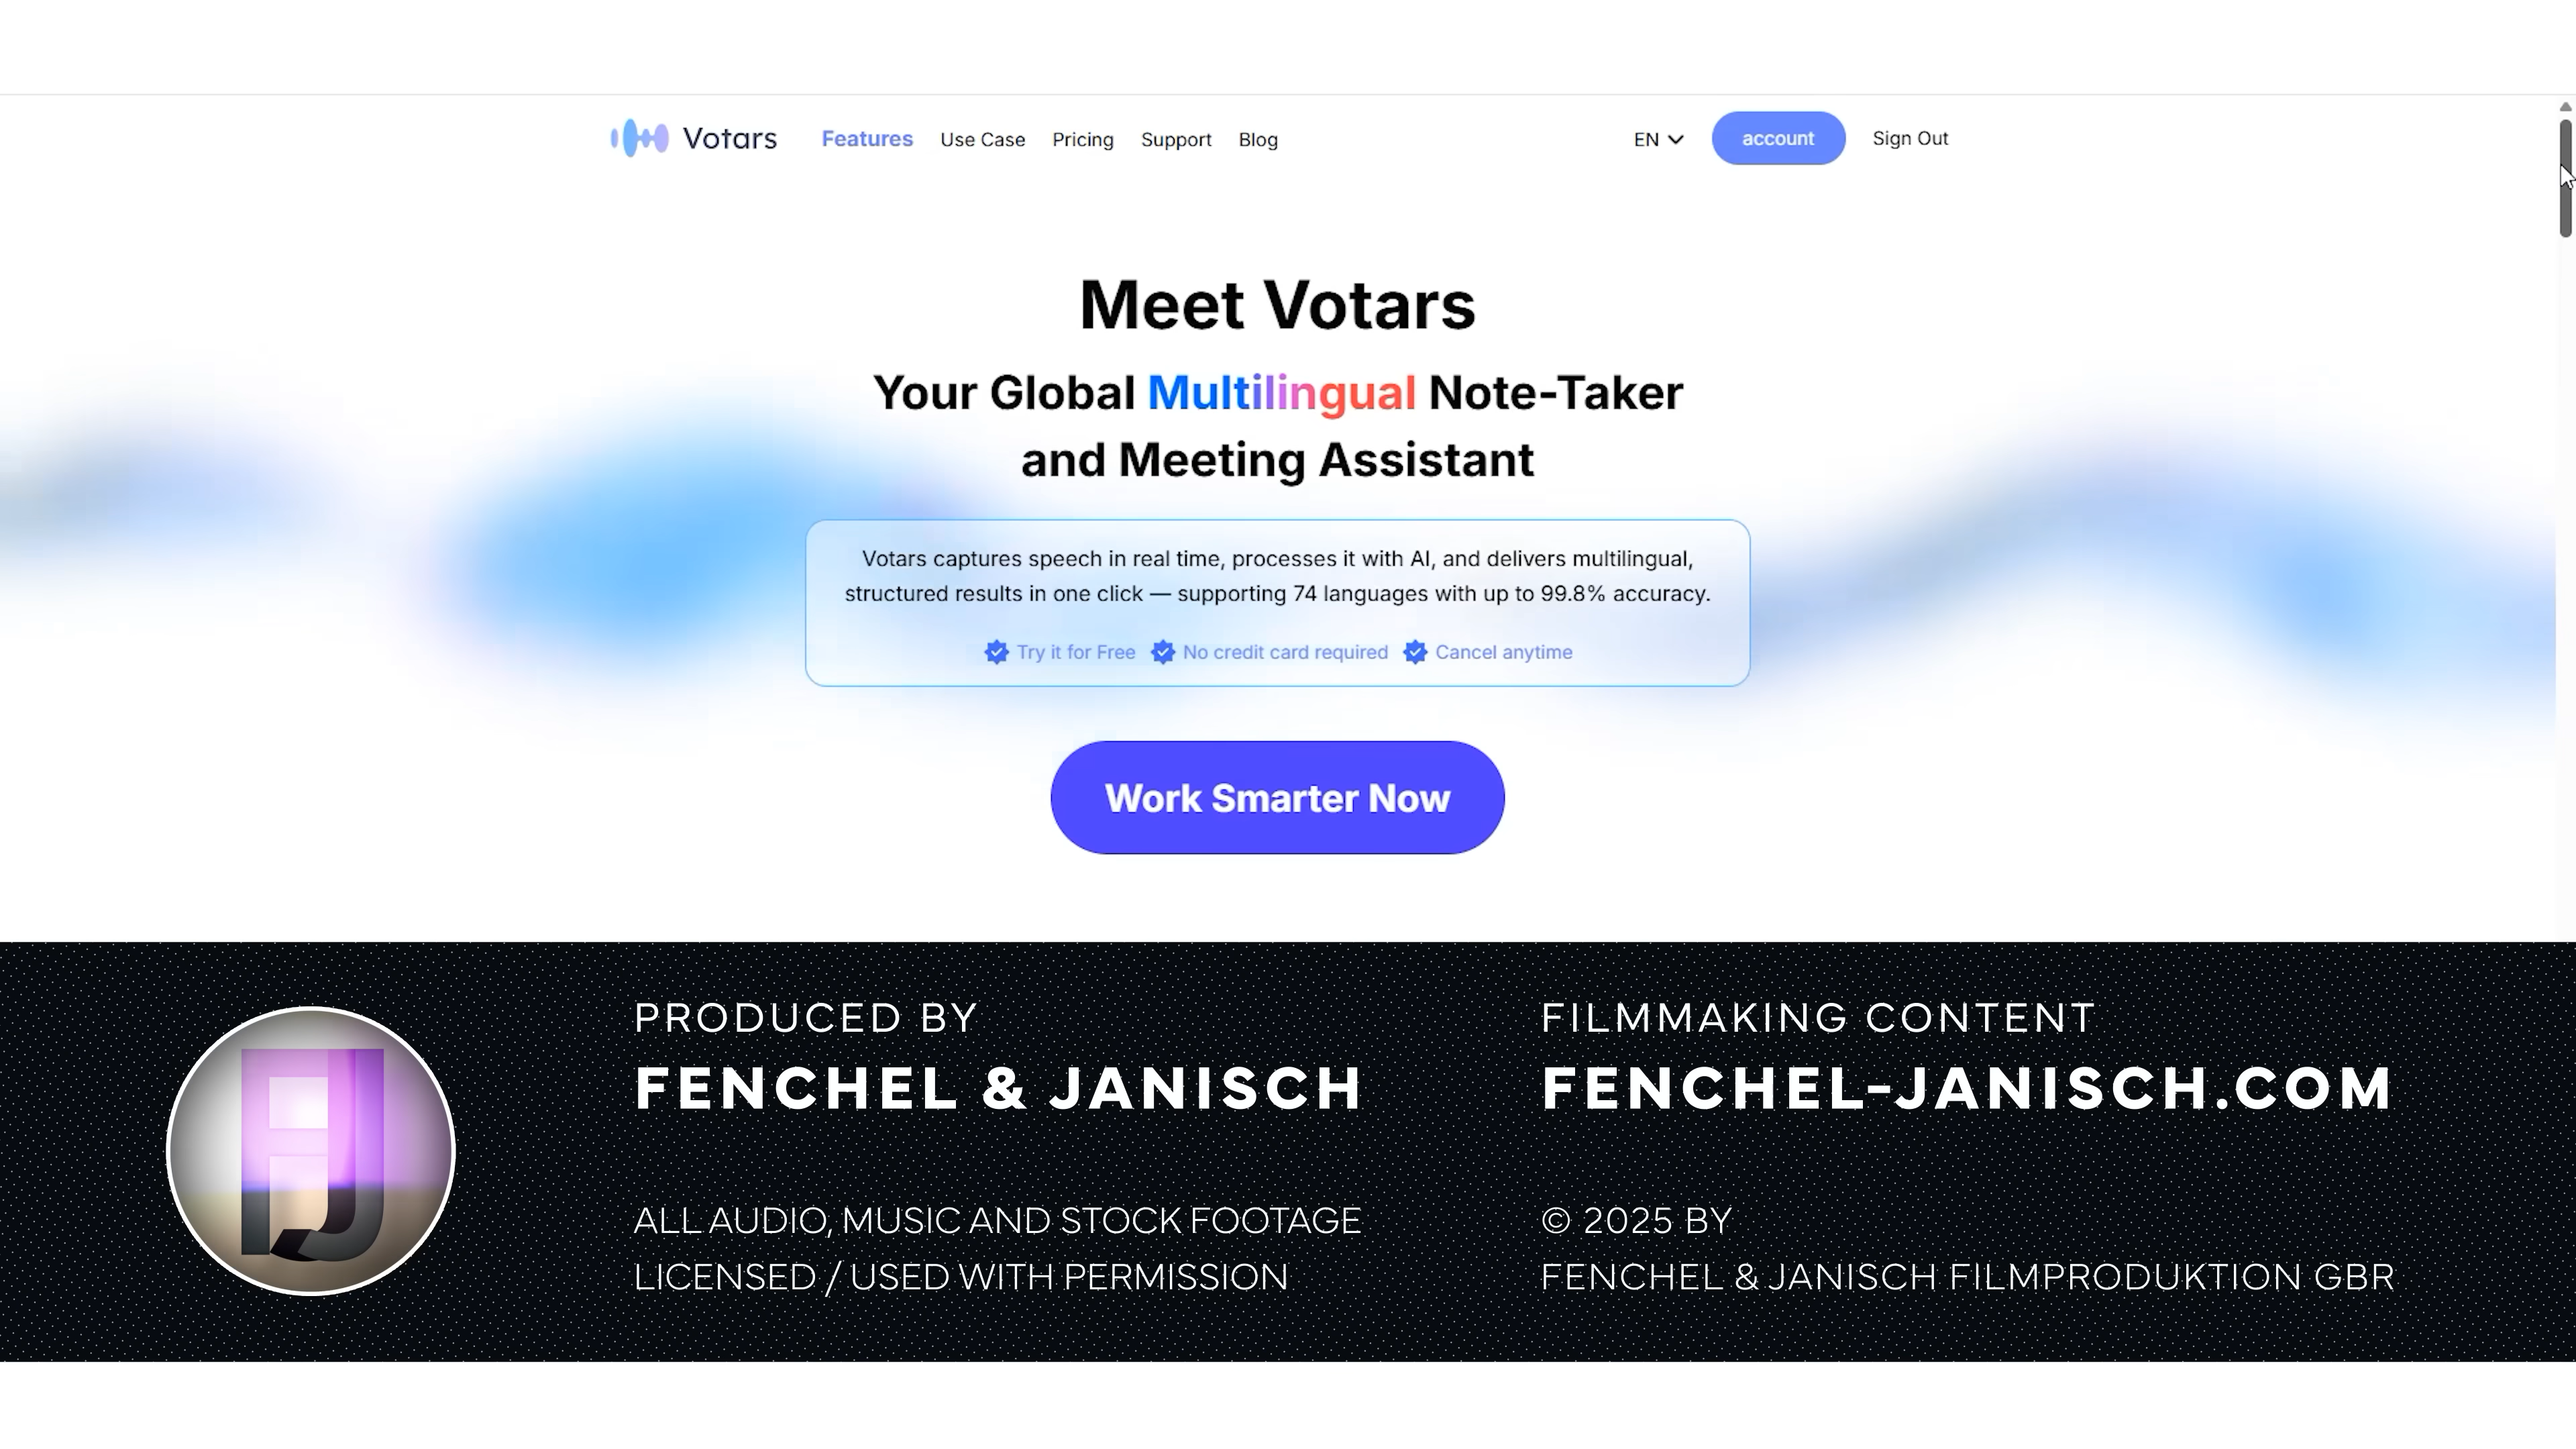 Votars
Features Use Case Pricing Support Blog
EN
account
Sign Out
Meet Votars
Your Global Multilingual Note-Taker
and Meeting Assistant
Votars captures speech in real time, processes it with AI, and delivers multilingual,
structured results in one click — supporting 74 languages with up to 99.8% accuracy.
Try it for Free No credit card required Cancel anytime
Work Smarter Now
PRODUCED BY
FENCHEL & JANISCH
ALL AUDIO, MUSIC AND STOCK FOOTAGE
LICENSED / USED WITH PERMISSION
FILMMAKING CONTENT
FENCHEL-JANISCH.COM
© 2025 BY
FENCHEL & JANISCH FILMPRODUKTION GBR
FJ